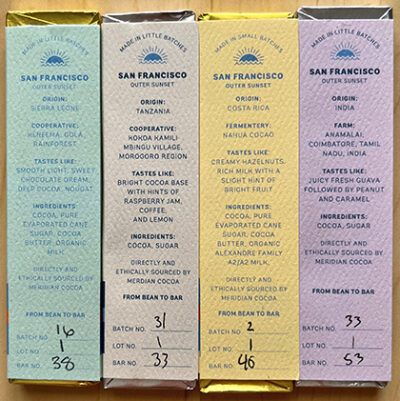 MADE IN LITTLE BATCHES
SAN FRANCISCO
OUTER SUNSET
ORIGIN:
SIERRA LEONE
COOPERATIVE:
GOLA
RAINFOREST
TASTES LIKE:
SMOOTH LIGHT, SWEET
CHOCOLATE CREAM,
DEEP COCOA, NOUGAT
INGREDIENTS:
COCOA, PURE
EVAPORATED CANE
SUGAR, COCOA
BUTTER, ORGANIC
MILK
DIRECTLY AND
ETHICALLY SOURCED BY
MERIDIAN COCOA
FROM BEAN TO BAR
BATCH NO. 16
LOT NO. 1
BAR NO. 38
MADE IN LITTLE BATCHES
SAN FRANCISCO
OUTER SUNSET
ORIGIN:
TANZANIA
COOPERATIVE:
KOKOA KAMILI
MBINGU VILLAGE,
MOROGORO REGION
TASTES LIKE:
BRIGHT COCOA BASE
WITH HINTS OF
RASPBERRY JAM,
COFFEE,
AND LEMON
INGREDIENTS:
COCOA, SUGAR
DIRECTLY AND
ETHICALLY SOURCED BY
MERIDIAN COCOA
FROM BEAN TO BAR
BATCH NO. 31
LOT NO. 1
BAR NO. 33
MADE IN SMALL BATCHES
SAN FRANCISCO
OUTER SUNSET
ORIGIN:
COSTA RICA
FERMENTERY:
NAHUA COCAO
TASTES LIKE:
CREAMY HAZELNUTS,
RICH MILK WITH A
SLIGHT HINT OF
BRIGHT FRUIT
INGREDIENTS:
COCOA, PURE
EVAPORATED CANE
SUGAR, COCOA
BUTTER, ORGANIC
ALEXANDRE FAMILY
A2/A2 MILK.
DIRECTLY AND
ETHICALLY SOURCED BY
MERIDIAN COCOA
FROM BEAN TO BAR
BATCH NO. 2
LOT NO. 1
BAR NO. 46
MADE IN LITTLE BATCHES
SAN FRANCISCO
OUTER SUNSET
ORIGIN:
INDIA
FARM:
ANAMALAI,
COIMBATORE, TAMIL
NADU, INDIA
TASTES LIKE:
JUICY FRESH GUAVA
FOLLOWED BY PEANUT
AND CARAMEL
INGREDIENTS:
COCOA, SUGAR
DIRECTLY AND
ETHICALLY SOURCED BY
MERIDIAN COCOA
FROM BEAN TO BAR
BATCH NO. 33
LOT NO. 1
BAR NO. 53